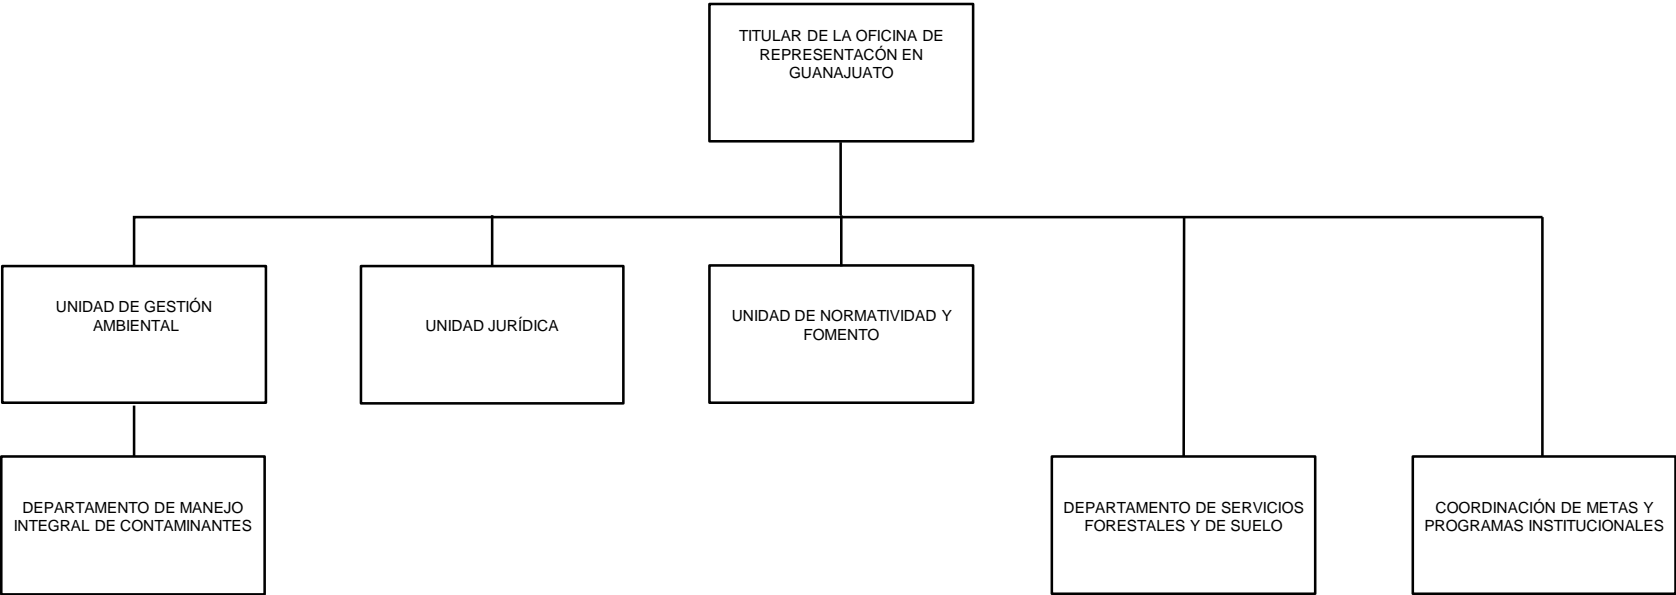 TITULAR DE LA OFICINA DE
REPRESENTACÓN EN
GUANAJUATO
UNIDAD DE GESTIÓN
AMBIENTAL
UNIDAD JURÍDICA
UNIDAD DE NORMATIVIDAD Y
FOMENTO
DEPARTAMENTO DE MANEJO
INTEGRAL DE CONTAMINANTES
DEPARTAMENTO DE SERVICIOS
FORESTALES Y DE SUELO
COORDINACIÓN DE METAS Y
PROGRAMAS INSTITUCIONALES